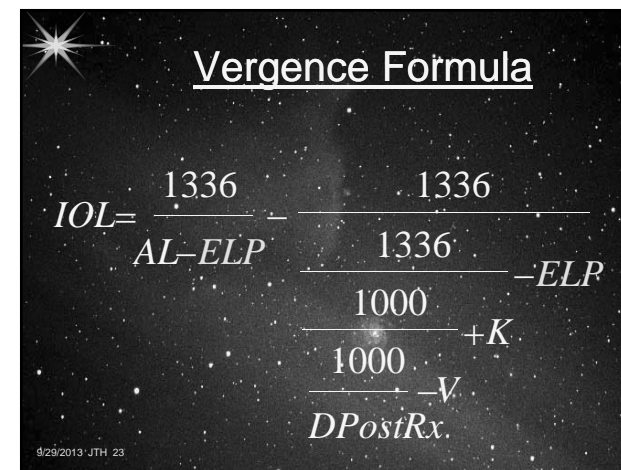 Vergence Formula
1336 1336
IOL= – 
AL–ELP 1336 –ELP
1000 +K
1000 –V
DPostRx
9/29/2013 JTH 23